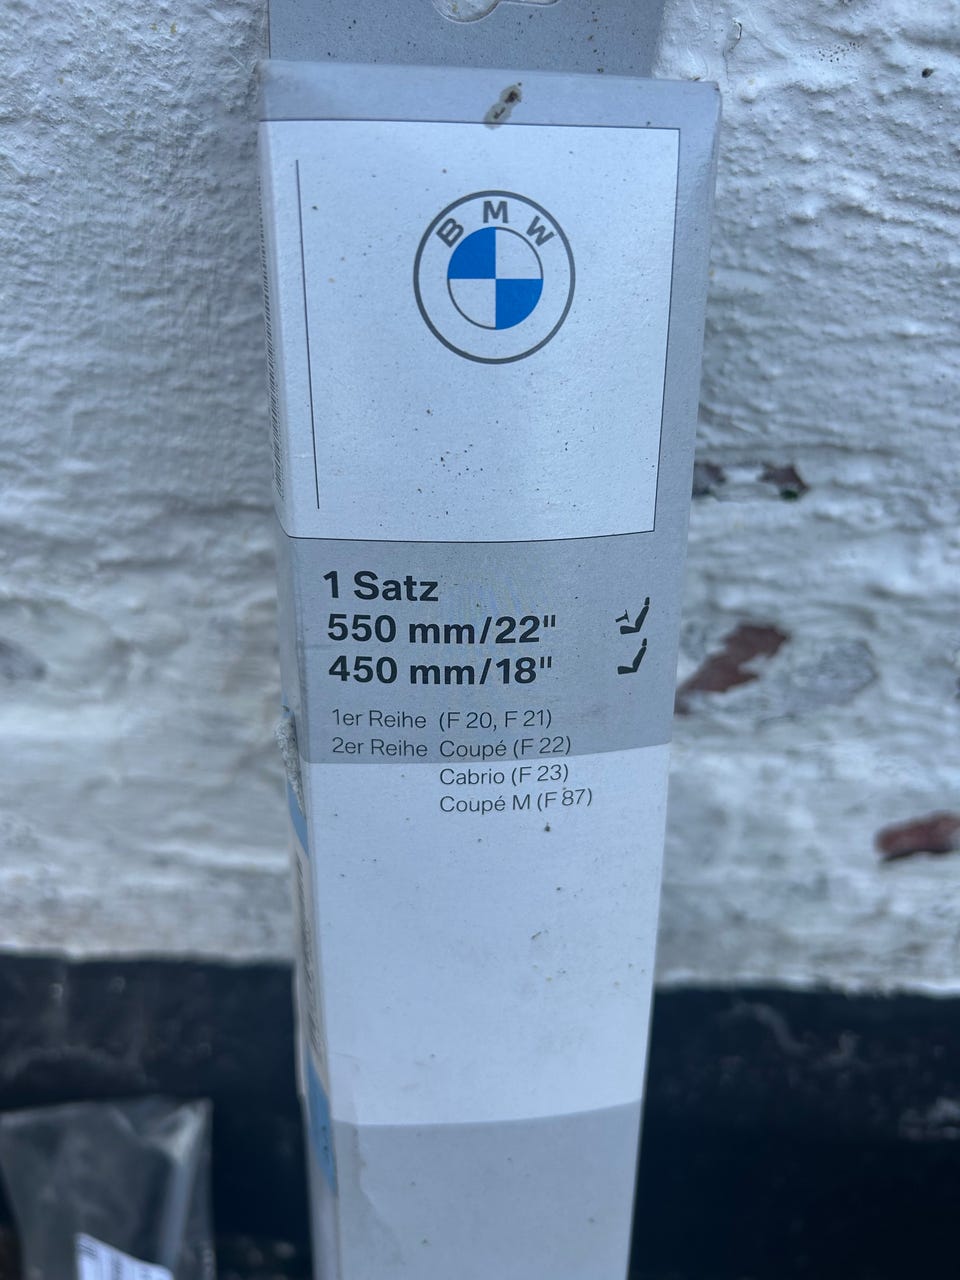 BMW
1 Satz
550 mm/22"
450 mm/18"
1er Reihe (F 20, F 21)
2er Reihe Coupé (F 22)
Cabrio (F 23)
Coupé M (F 87)